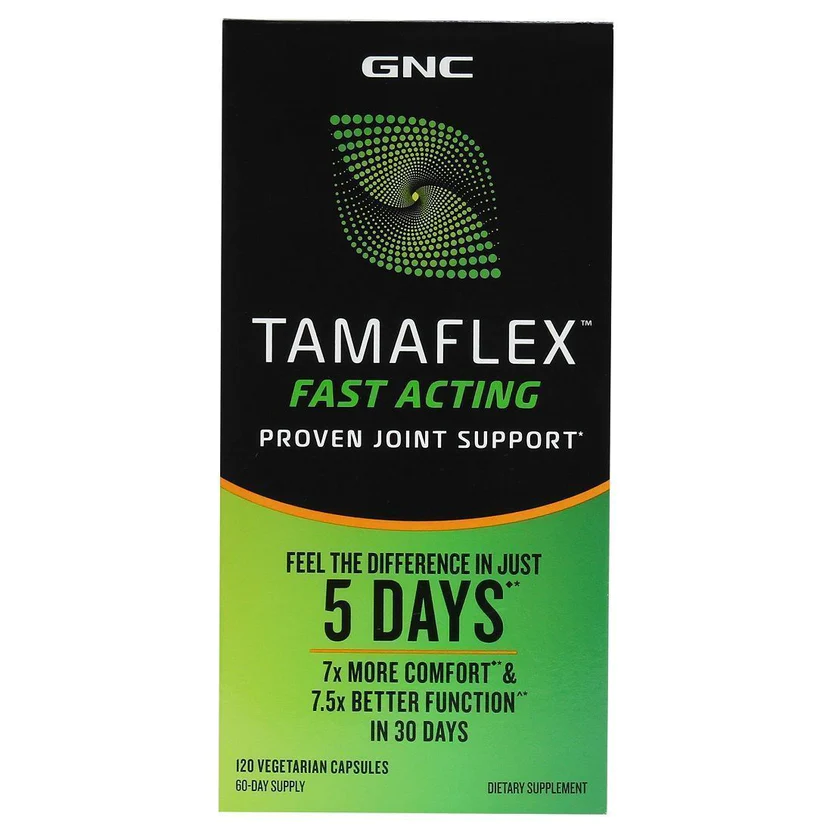 GNC
TAMAFLEX™
FAST ACTING
PROVEN JOINT SUPPORT*
FEEL THE DIFFERENCE IN JUST
5 DAYS◆*
7x MORE COMFORT◆* &
7.5x BETTER FUNCTION^*
IN 30 DAYS
120 VEGETARIAN CAPSULES
60-DAY SUPPLY
DIETARY SUPPLEMENT